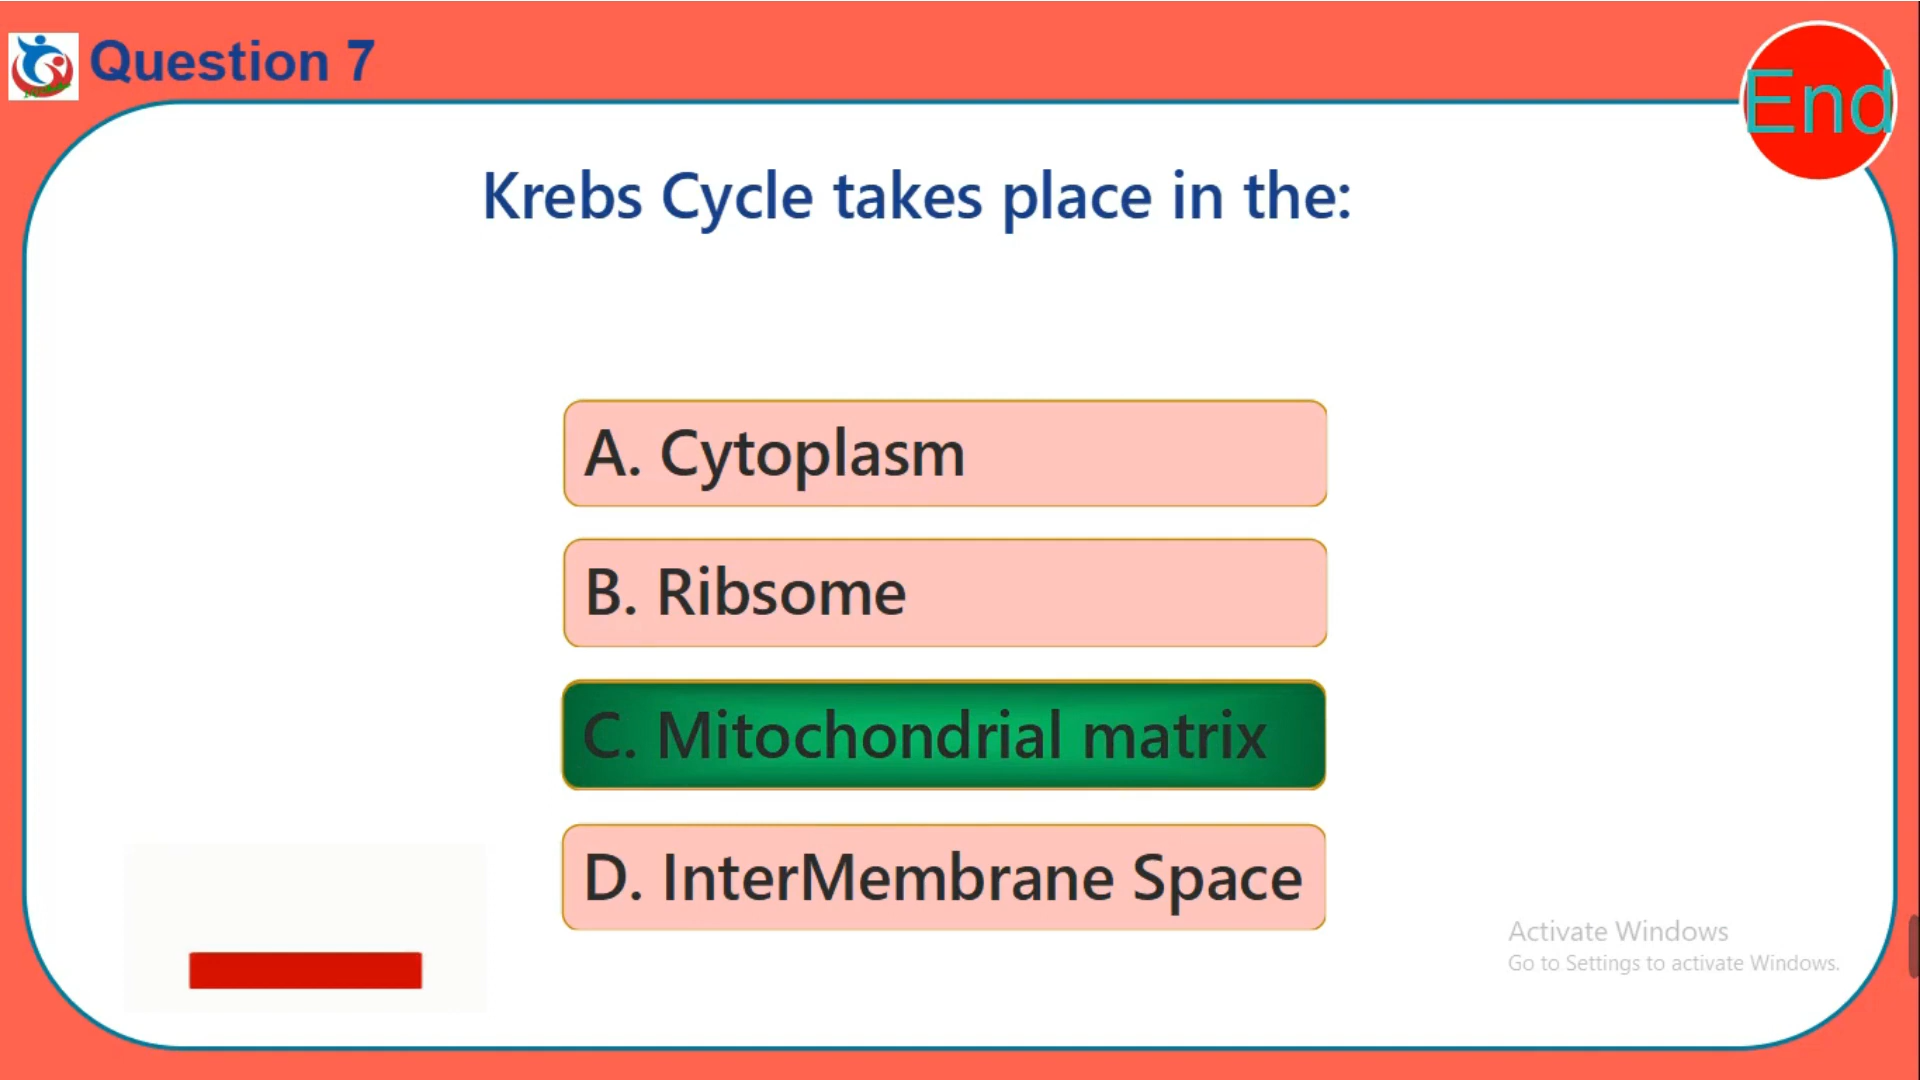 Question 7
End
Krebs Cycle takes place in the:
A. Cytoplasm
B. Ribsome
C. Mitochondrial matrix
D. InterMembrane Space
Activate Windows
Go to Settings to activate Windows.